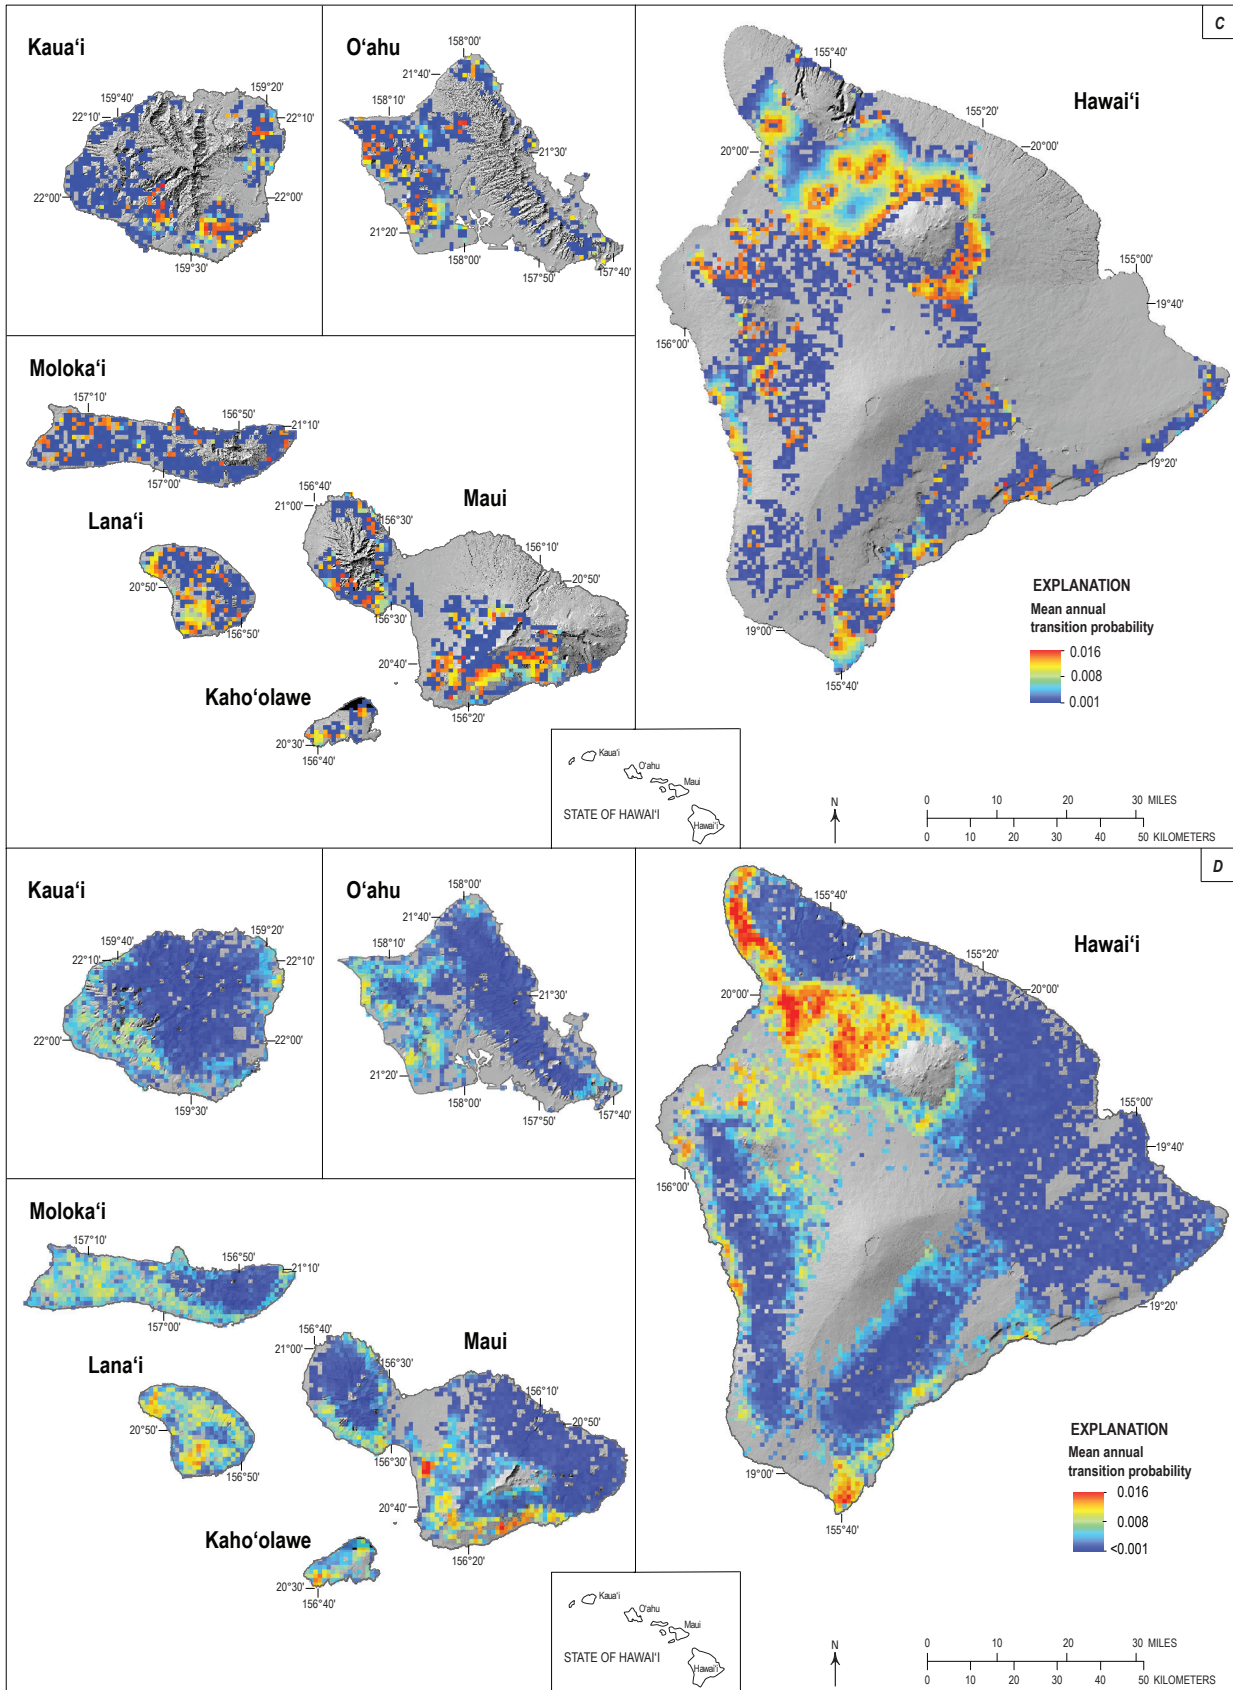 C
Kaua‘i
159°40'
159°20'
22°10'
22°10'
22°00'
22°00'
159°30'
O‘ahu
158°00'
21°40'
158°10'
21°30'
21°20'
158°00'
157°50'
157°40'
Hawai‘i
155°40'
155°20'
20°00'
20°00'
155°00'
19°40'
156°00'
19°20'
19°00'
155°40'
EXPLANATION
Mean annual
transition probability
0.016
0.008
0.001
Moloka‘i
157°10'
156°50'
21°10'
157°00'
Lana‘i
20°50'
156°50'
Maui
156°40'
21°00'
156°30'
156°10'
20°50'
156°30'
20°40'
156°20'
Kaho‘olawe
20°30'
156°40'
Kaua‘i
O‘ahu
Maui
STATE OF HAWAI‘I
Hawai‘i
N
0 10 20 30 MILES
0 10 20 30 40 50 KILOMETERS
D
Kaua‘i
159°40'
159°20'
22°10'
22°10'
22°00'
22°00'
159°30'
O‘ahu
158°00'
21°40'
158°10'
21°30'
21°20'
158°00'
157°50'
157°40'
Hawai‘i
155°40'
155°20'
20°00'
20°00'
155°00'
19°40'
156°00'
19°20'
19°00'
155°40'
EXPLANATION
Mean annual
transition probability
0.016
0.008
<0.001
Moloka‘i
157°10'
156°50'
21°10'
157°00'
Lana‘i
20°50'
156°50'
Maui
156°40'
21°00'
156°30'
156°10'
20°50'
156°30'
20°40'
156°20'
Kaho‘olawe
20°30'
156°40'
Kaua‘i
O‘ahu
Maui
STATE OF HAWAI‘I
Hawai‘i
N
0 10 20 30 MILES
0 10 20 30 40 50 KILOMETERS